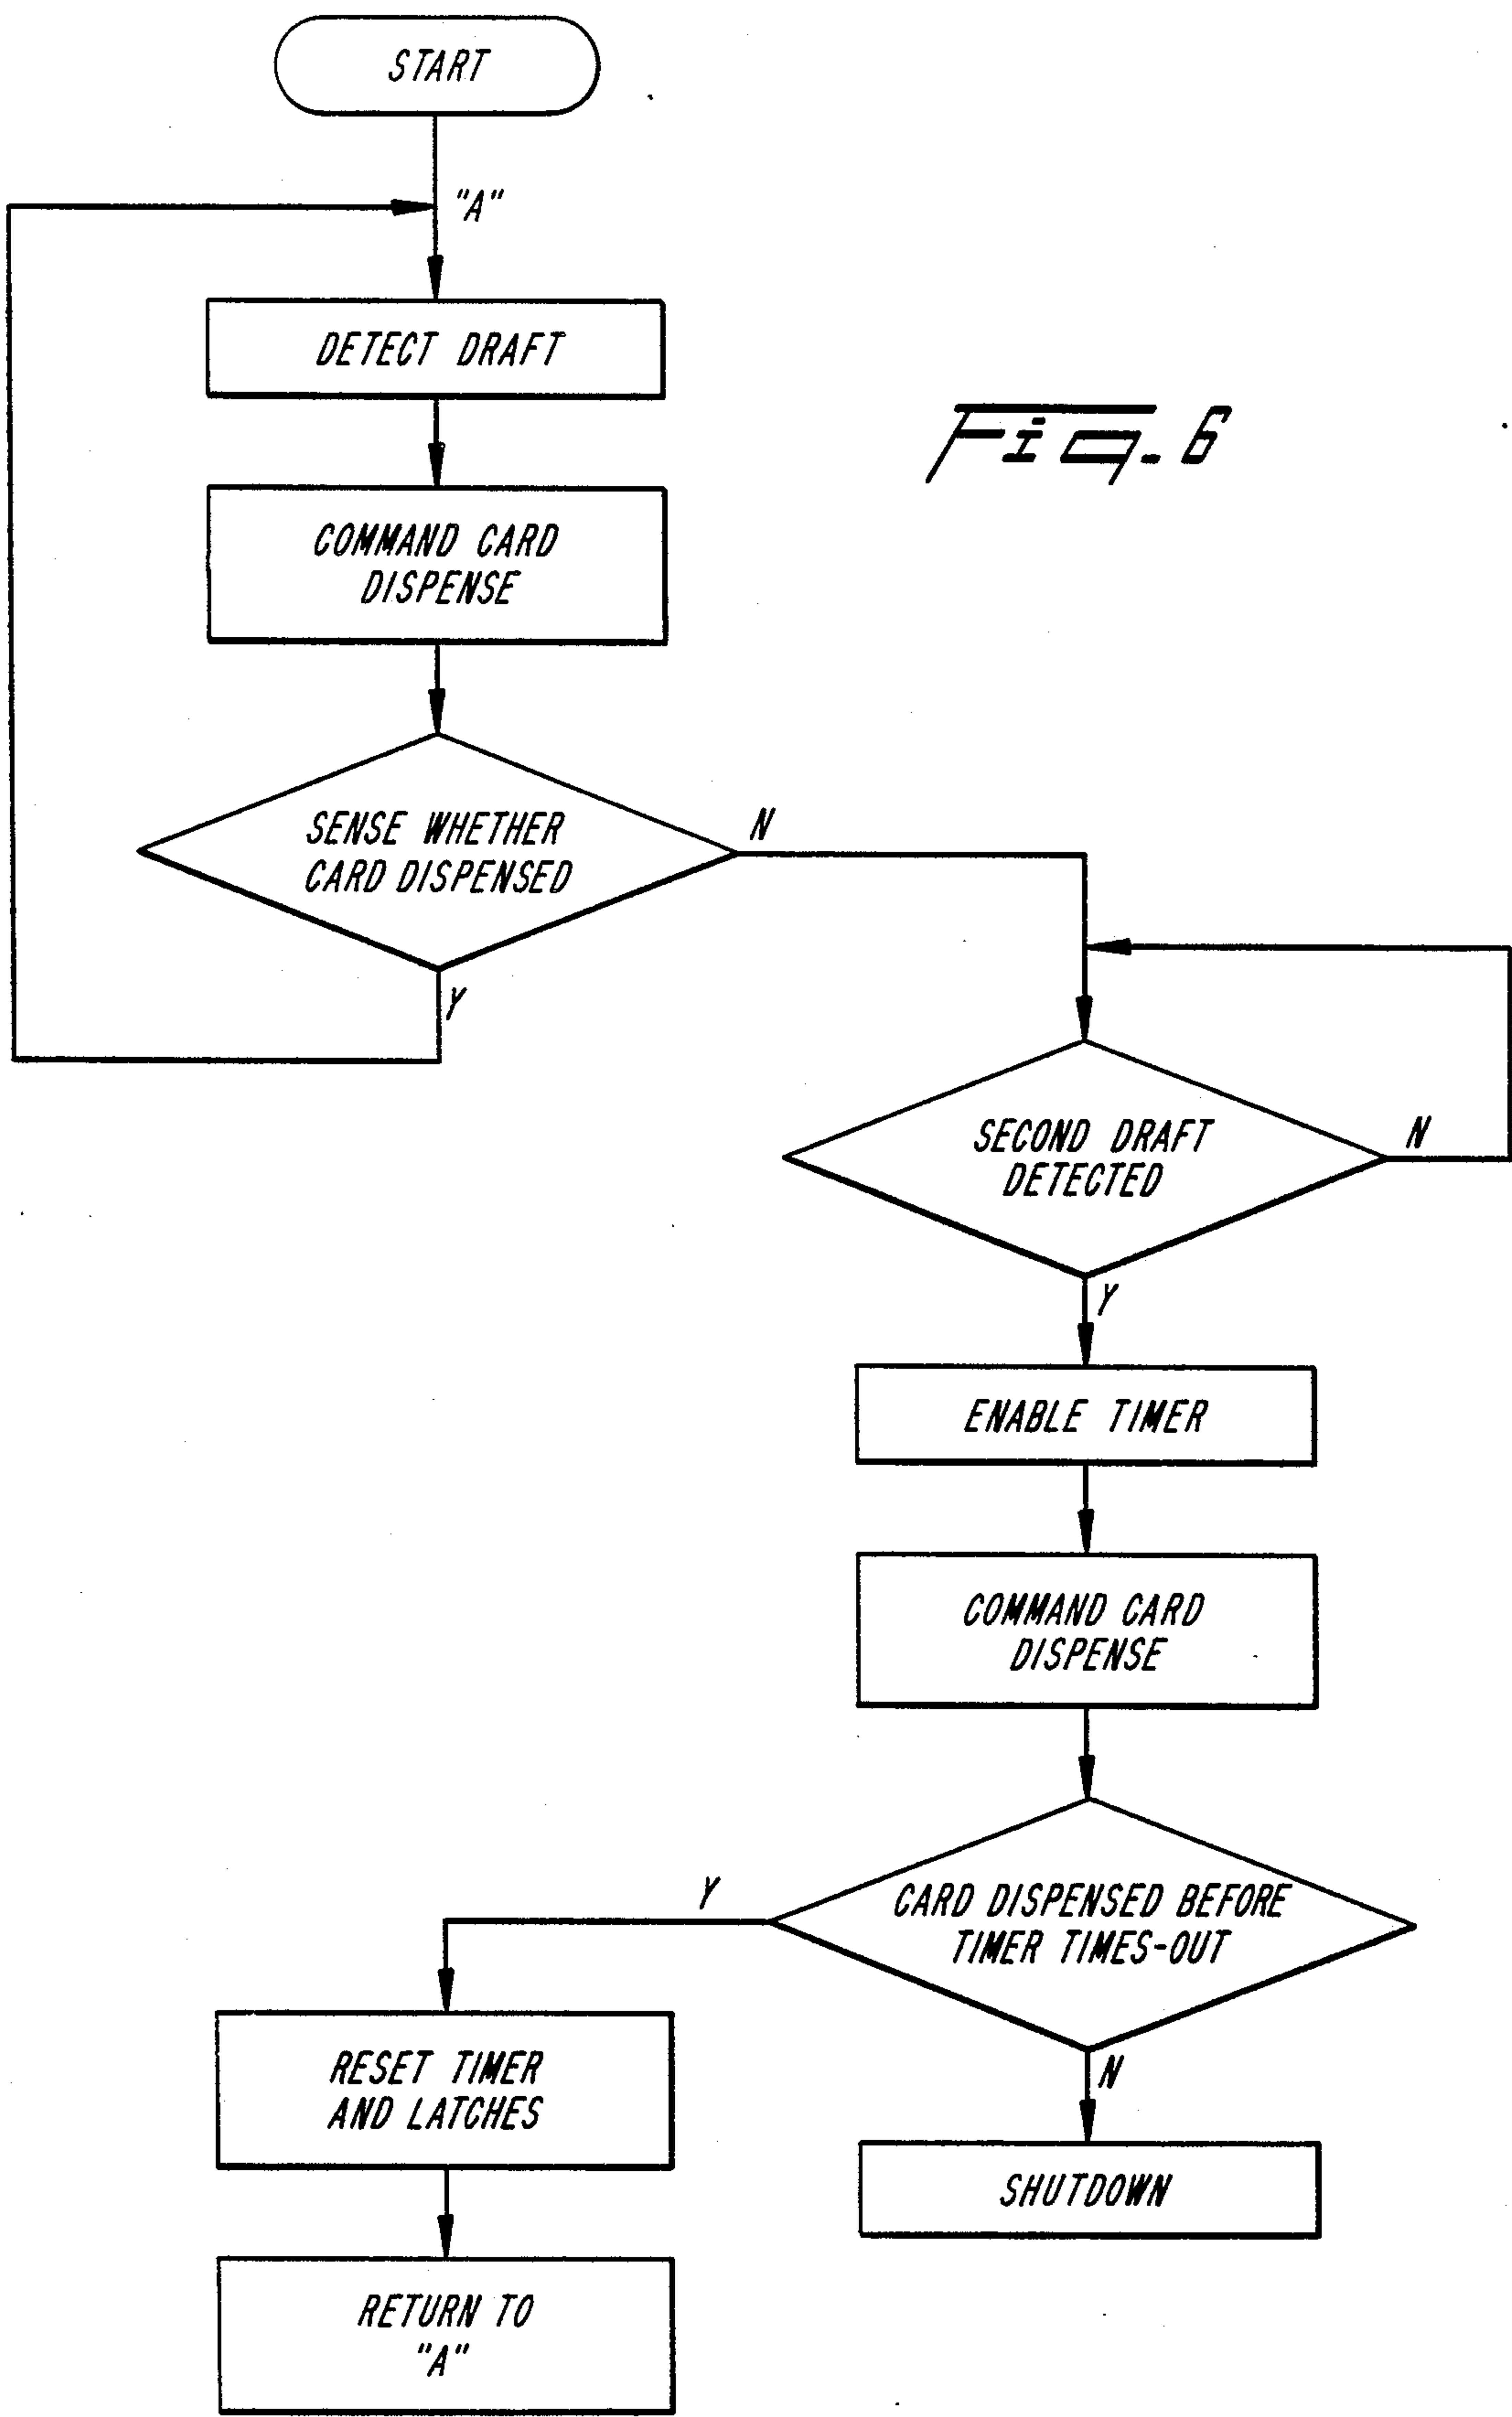 START
"A"
DETECT DRAFT
Fig. 6
COMMAND CARD
DISPENSE
SENSE WHETHER
CARD DISPENSED
N
Y
SECOND DRAFT
DETECTED
N
Y
ENABLE TIMER
COMMAND CARD
DISPENSE
CARD DISPENSED BEFORE
TIMER TIMES-OUT
Y
N
RESET TIMER
AND LATCHES
SHUTDOWN
RETURN TO
"A"